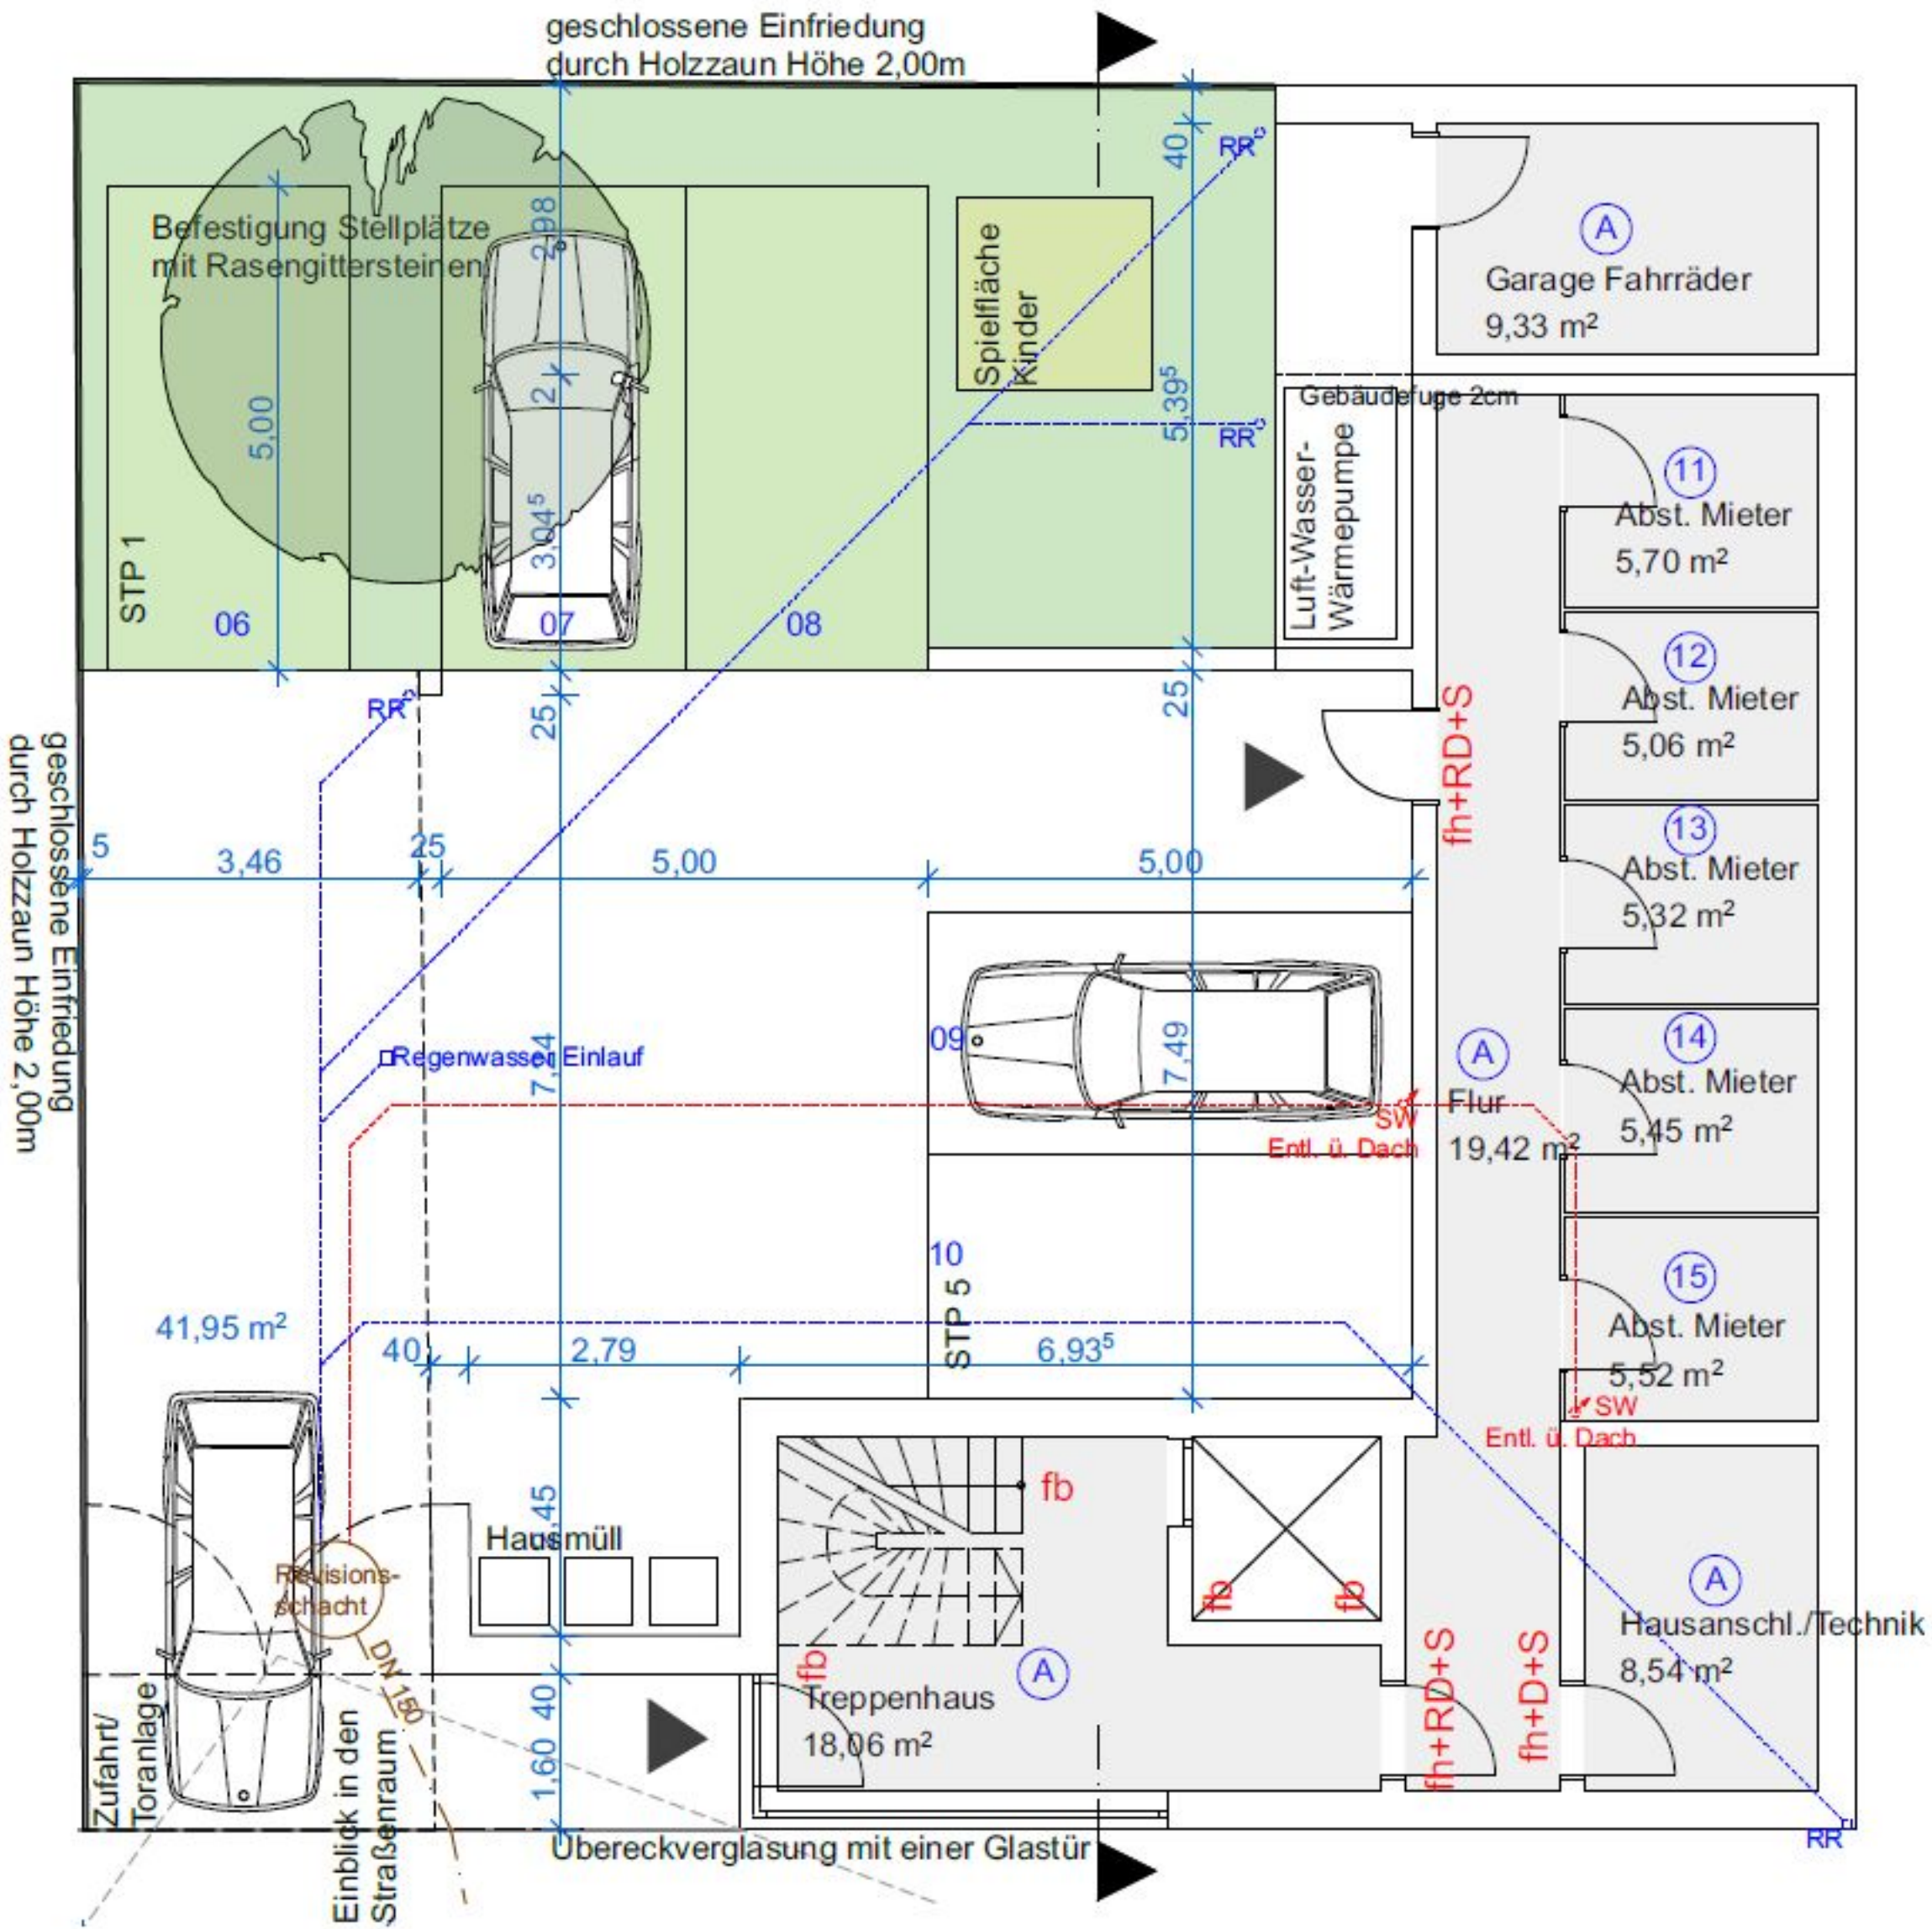 geschlossene Einfriedung
durch Holzzaun Höhe 2,00m
40
RR
2,98
Befestigung Stellplätze
mit Rasengittersteinen
Spielfläche
Kinder
A
Garage Fahrräder
9,33 m²
5,00
2
5,39⁵
Gebäudefuge 2cm
RR
Luft-Wasser-
Wärmepumpe
11
Abst. Mieter
5,70 m²
3,04⁵
STP 1
06
07
08
12
Abst. Mieter
5,06 m²
RR
25
25
fh+RD+S
geschlossene Einfriedung
durch Holzzaun Höhe 2,00m
5
3,46
25
5,00
5,00
13
Abst. Mieter
5,32 m²
Regenwasser Einlauf
7,24
09
7,49
A
Flur
19,42 m²
14
Abst. Mieter
5,45 m²
SW
Entl. ü. Dach
10
STP 5
15
Abst. Mieter
5,52 m²
41,95 m²
40
2,79
6,93⁵
SW
Entl. ü. Dach
fb
Hausmüll
Revisions-
schacht
DN 150
fb
fb
fb
A
Hausanschl./Technik
8,54 m²
Zufahrt/
Toranlage
Einblick in den
Straßenraum
40
1,60
Treppenhaus
18,06 m²
A
fh+RD+S
fh+D+S
Übereckverglasung mit einer Glastür
RR